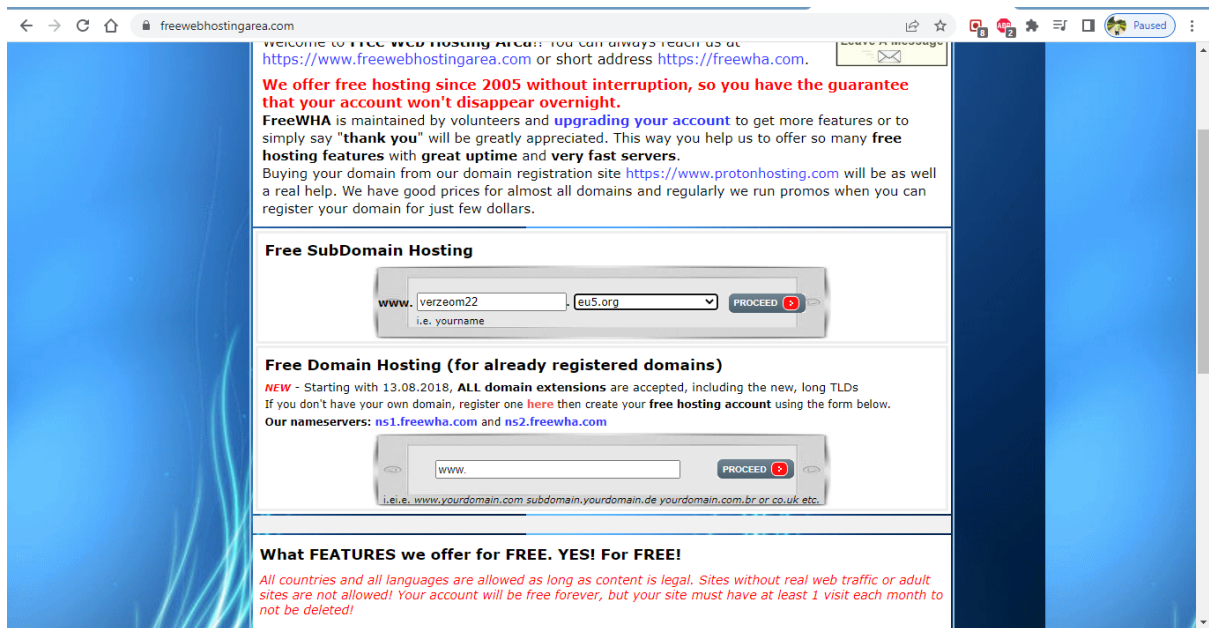 freewebhostingarea.com
8
2
Paused
Welcome to Free Web Hosting Area!! You can always reach us at
https://www.freewebhostingarea.com or short address https://freewha.com.
Leave A Message
We offer free hosting since 2005 without interruption, so you have the guarantee
that your account won't disappear overnight.
FreeWHA is maintained by volunteers and upgrading your account to get more features or to
simply say "thank you" will be greatly appreciated. This way you help us to offer so many free
hosting features with great uptime and very fast servers.
Buying your domain from our domain registration site https://www.protonhosting.com will be as well
a real help. We have good prices for almost all domains and regularly we run promos when you can
register your domain for just few dollars.
Free SubDomain Hosting
www. verzeom22 . eu5.org PROCEED
i.e. yourname
Free Domain Hosting (for already registered domains)
NEW - Starting with 13.08.2018, ALL domain extensions are accepted, including the new, long TLDs
If you don't have your own domain, register one here then create your free hosting account using the form below.
Our nameservers: ns1.freewha.com and ns2.freewha.com
www. PROCEED
i.ei.e. www.yourdomain.com subdomain.yourdomain.de yourdomain.com.br or co.uk etc.
What FEATURES we offer for FREE. YES! For FREE!
All countries and all languages are allowed as long as content is legal. Sites without real web traffic or adult
sites are not allowed! Your account will be free forever, but your site must have at least 1 visit each month to
not be deleted!